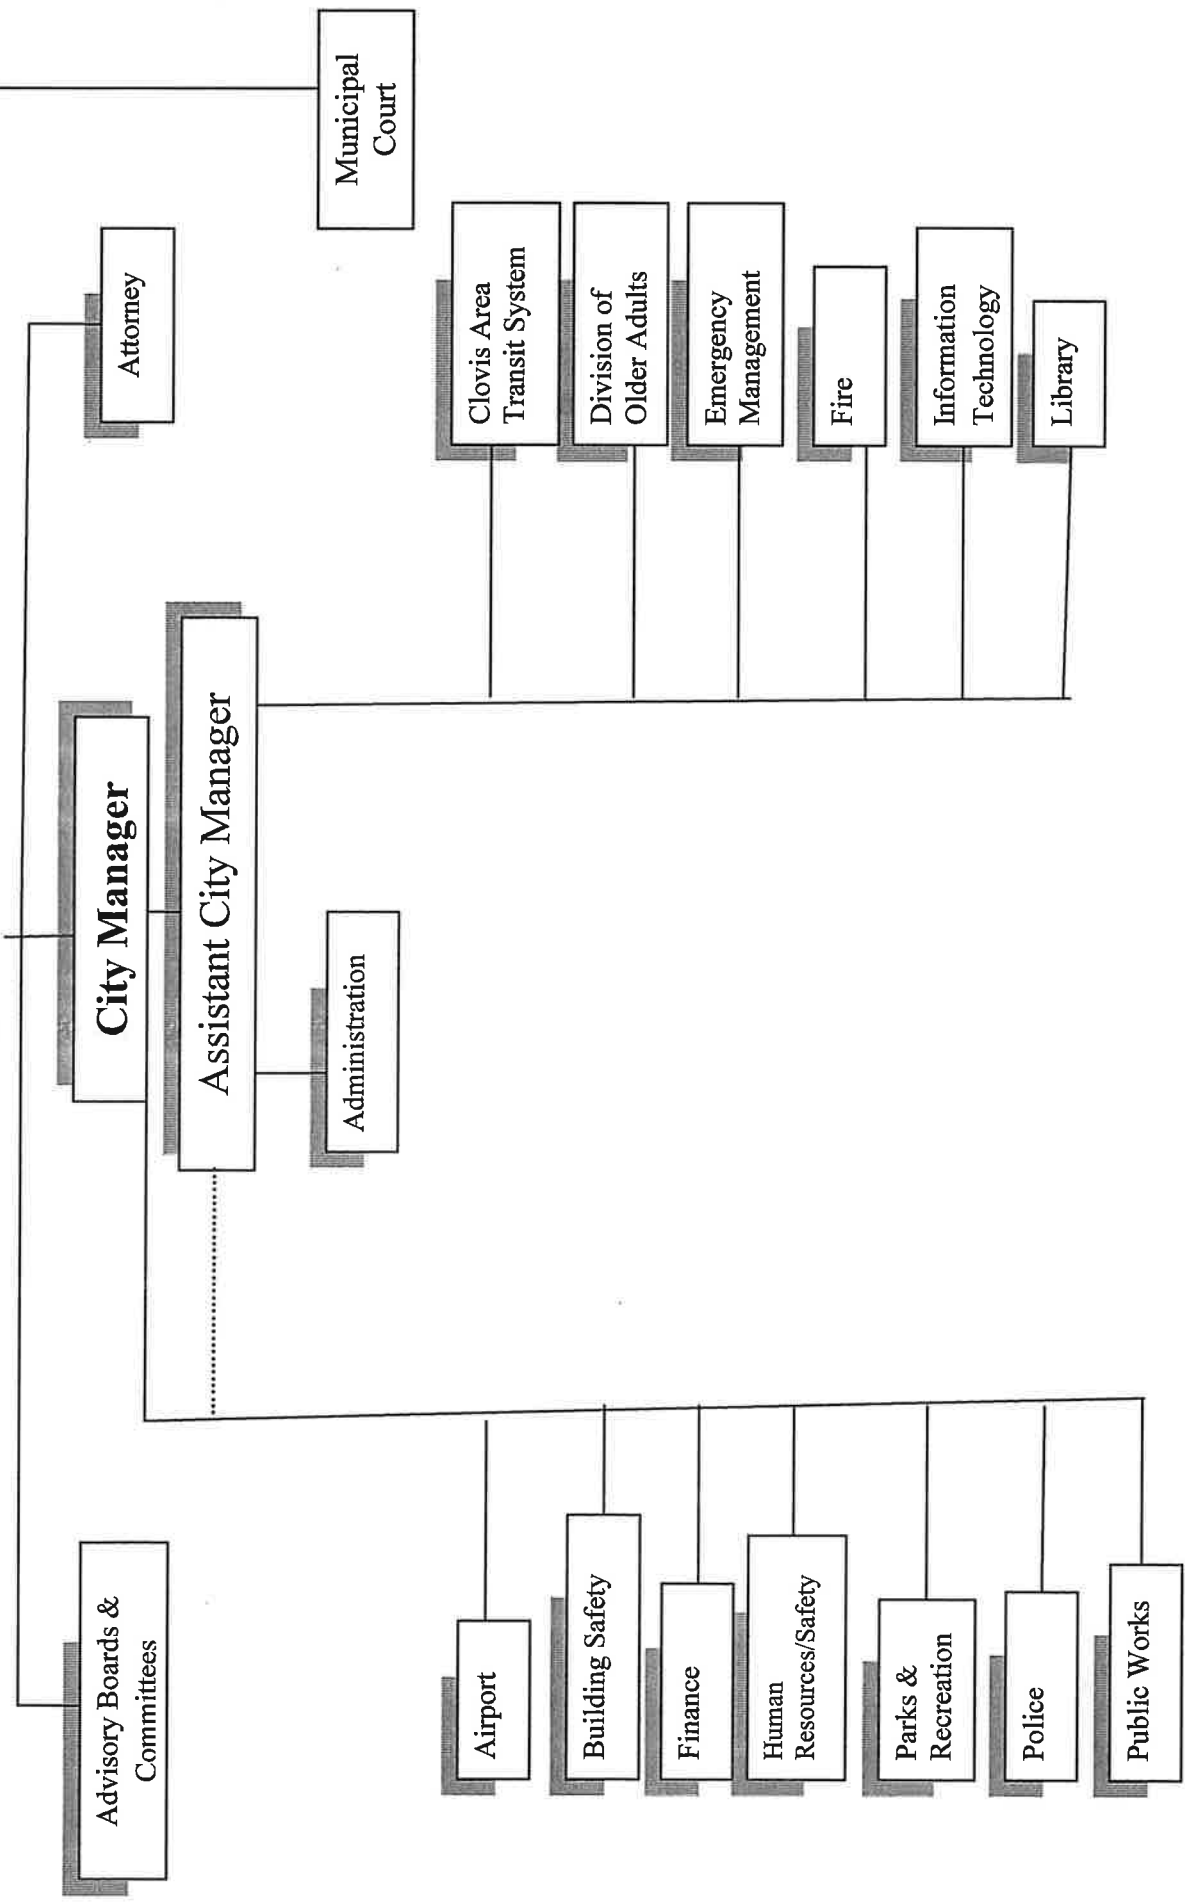 Advisory Boards &
Committees
City Manager
Attorney
Assistant City Manager
Administration
Municipal
Court
Airport
Building Safety
Finance
Human
Resources/Safety
Parks &
Recreation
Police
Public Works
Clovis Area
Transit System
Division of
Older Adults
Emergency
Management
Fire
Information
Technology
Library